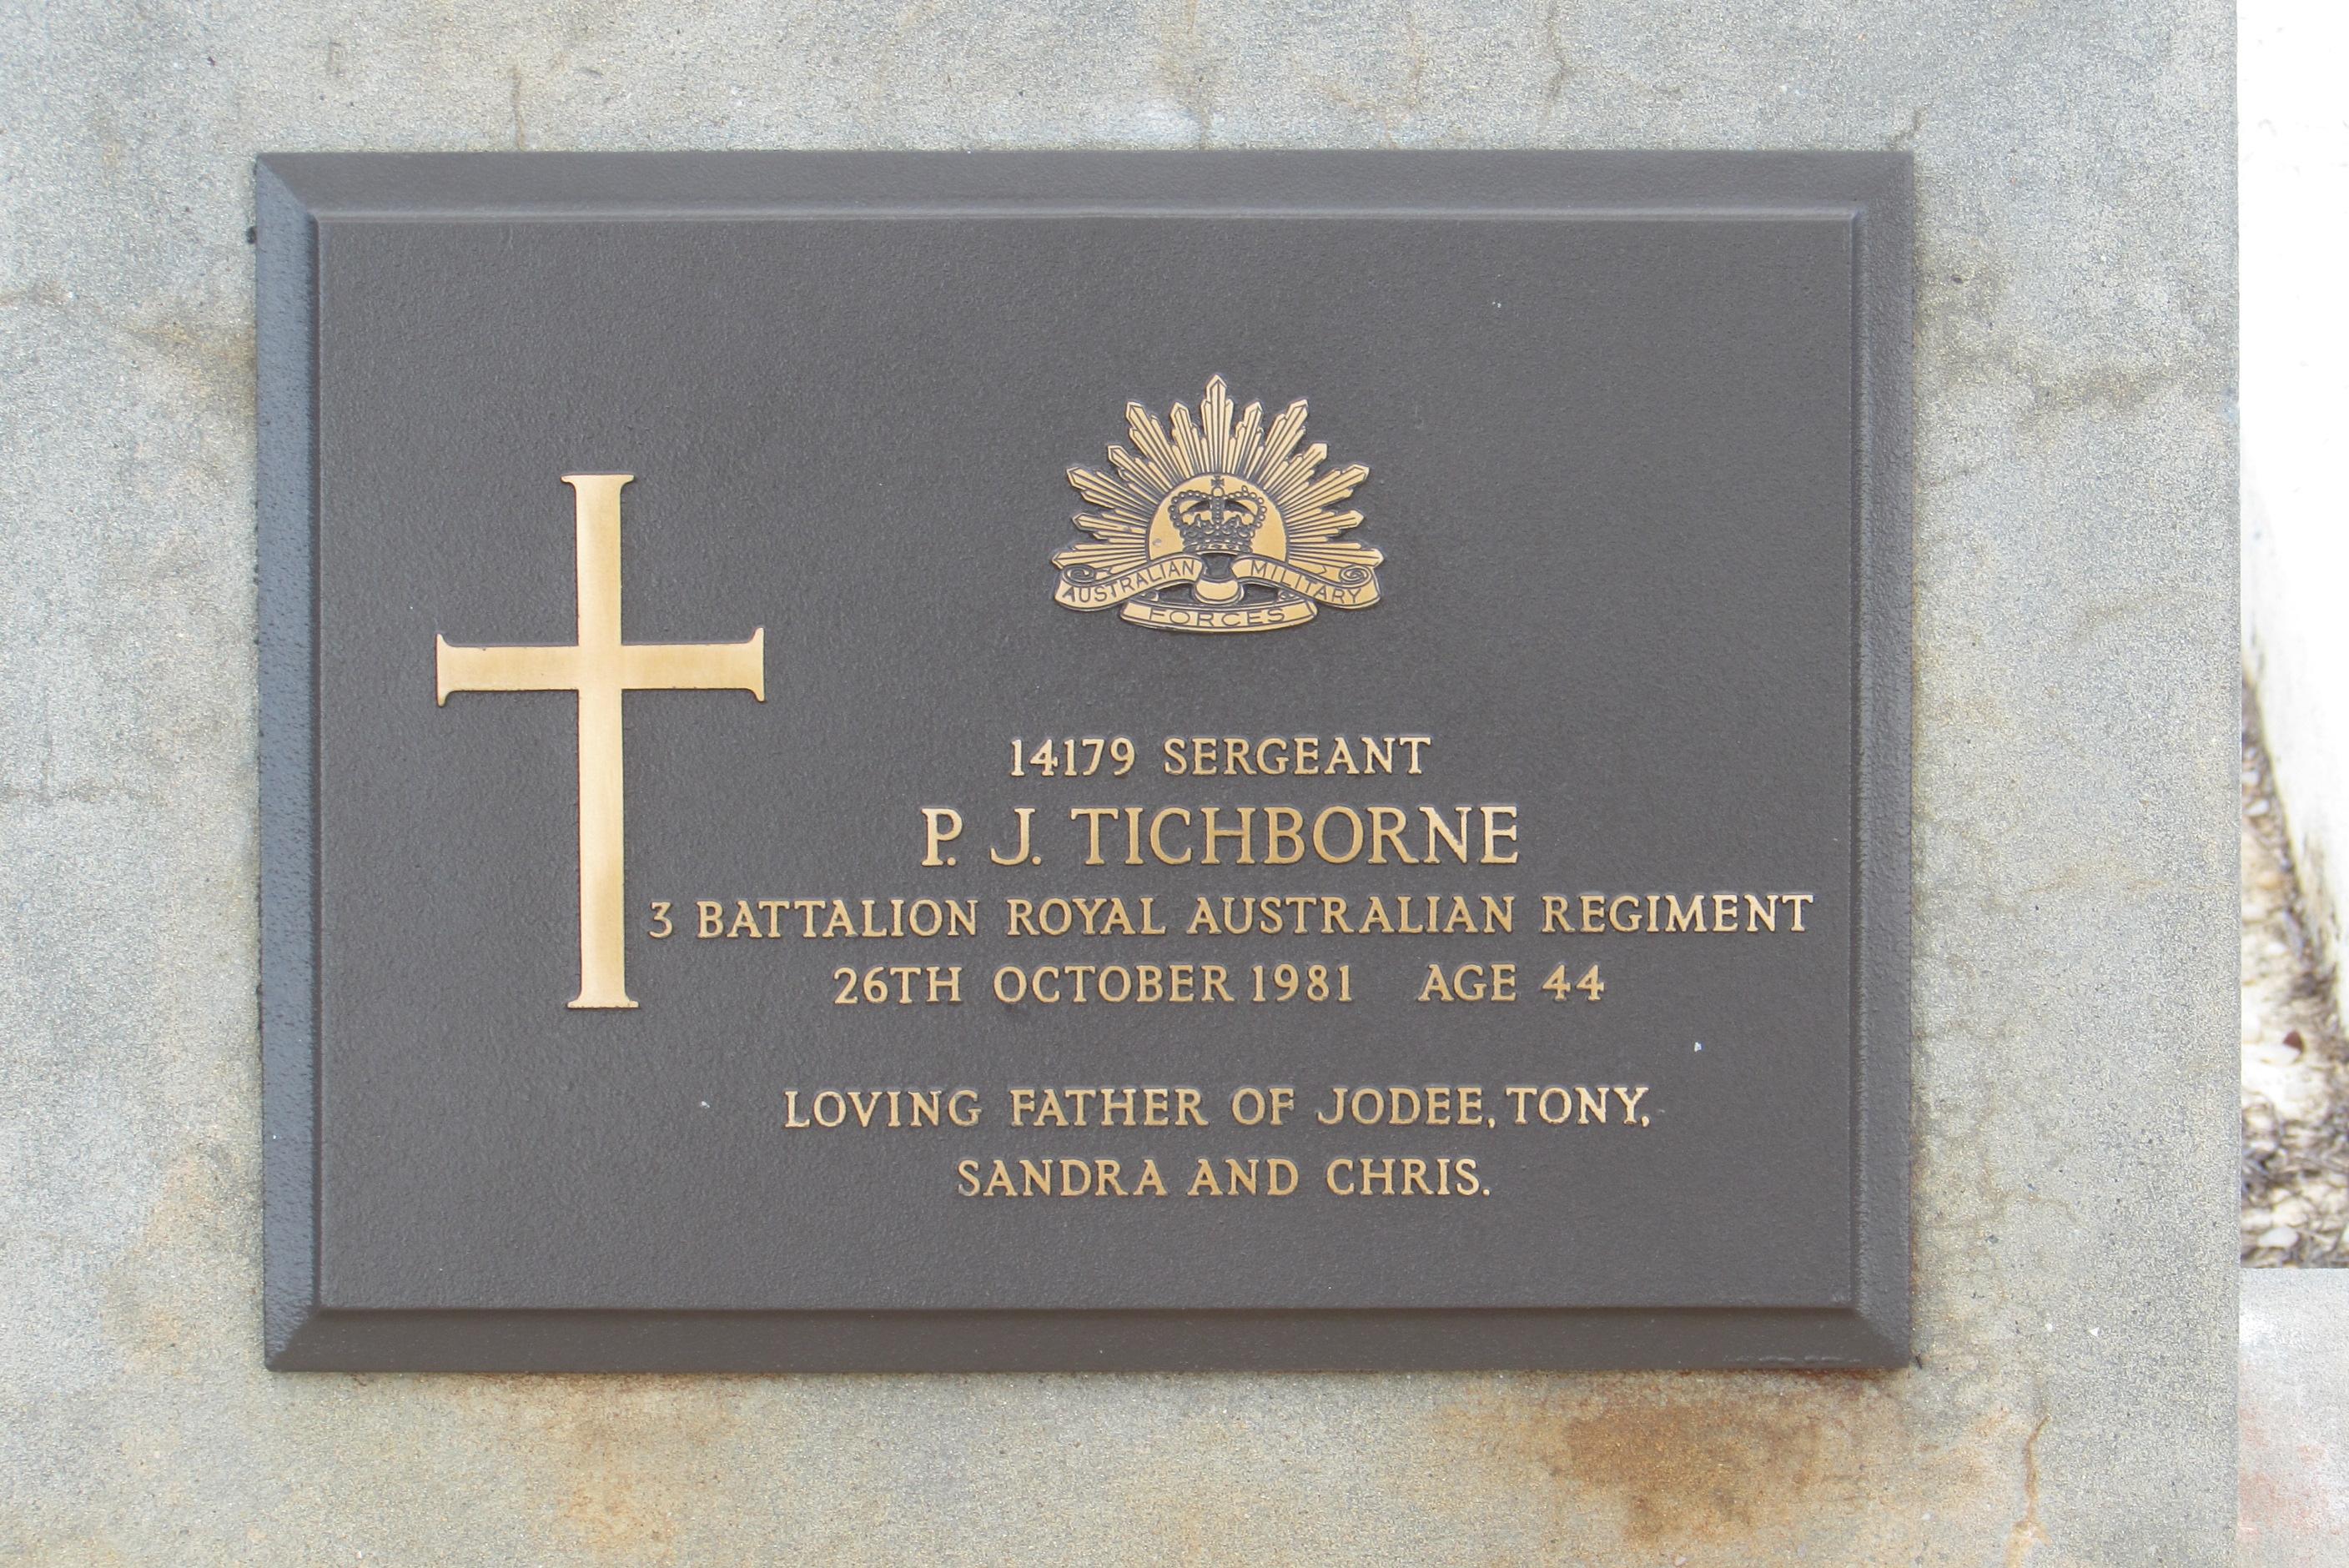 AUSTRALIAN MILITARY
FORCES
14179 SERGEANT
P. J. TICHBORNE
3 BATTALION ROYAL AUSTRALIAN REGIMENT
26TH OCTOBER 1981 AGE 44
LOVING FATHER OF JODEE, TONY,
SANDRA AND CHRIS.